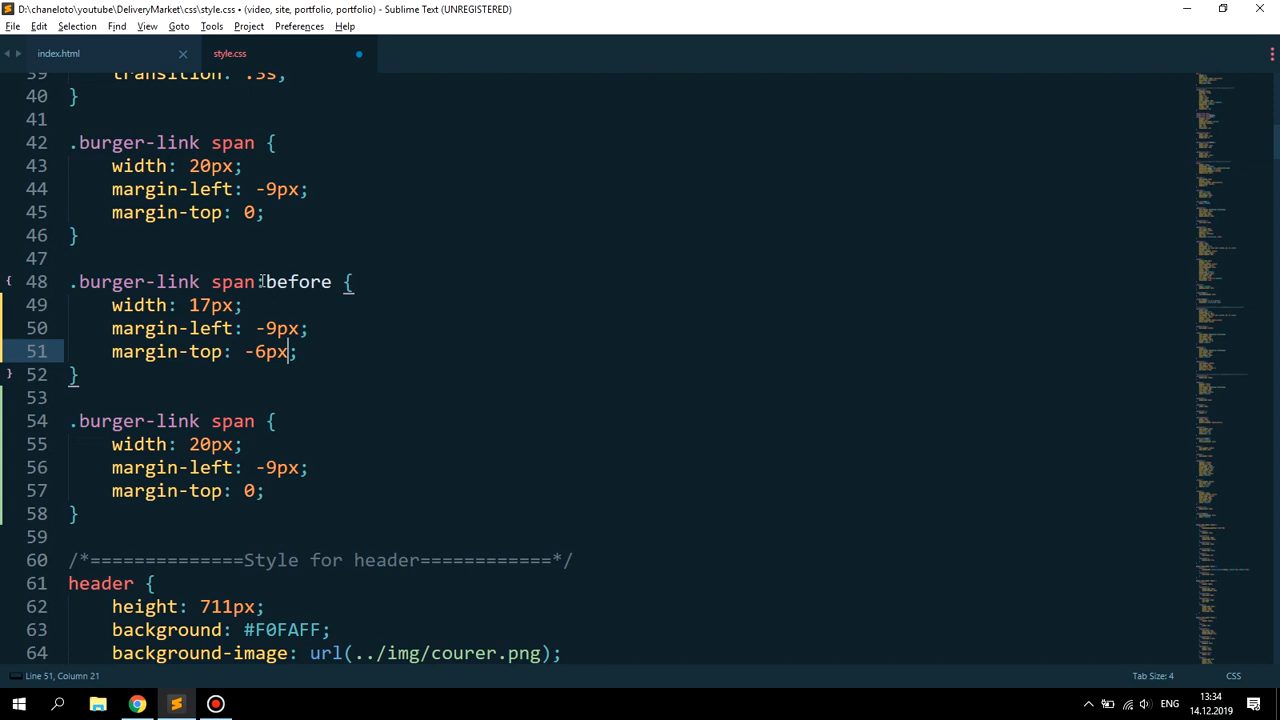 D:\chaneloto\youtube\DeliveryMarket\css\style.css • (video, site, portfolio, portfolio) - Sublime Text (UNREGISTERED)
File Edit Selection Find View Goto Tools Project Preferences Help
index.html style.css
39 transition: .3s;
40 }
41
42 .burger-link span {
43 width: 20px;
44 margin-left: -9px;
45 margin-top: 0;
46 }
47
48 .burger-link span:before {
49 width: 17px;
50 margin-left: -9px;
51 margin-top: -6px;
52 }
53
54 .burger-link span {
55 width: 20px;
56 margin-left: -9px;
57 margin-top: 0;
58 }
59
60 /*==============Style for header============*/
61 header {
62 height: 711px;
63 background: #F0FAFF;
64 background-image: url(../img/courer.png);
Line 51, Column 21 Tab Size: 4 CSS
ENG 13:34
14.12.2019